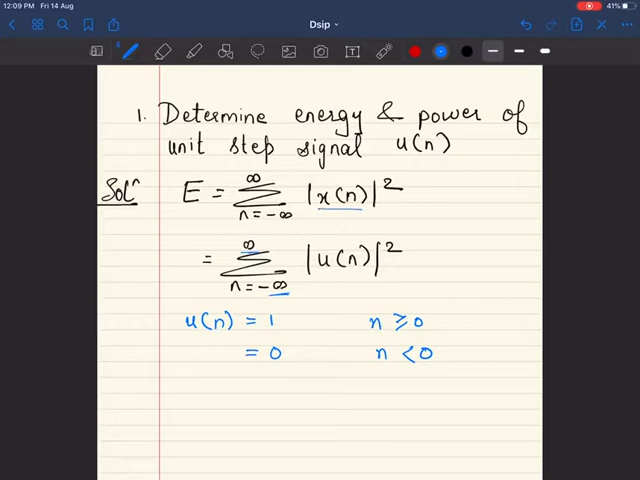 12:09 PM Fri 14 Aug
41%
Dsip
1. Determine energy & power of
unit step signal u(n)
Solⁿ E = ∞∑n=-∞ |x(n)|²
= ∞∑n=-∞ |u(n)|²
u(n) = 1 n ≥ 0
= 0 n < 0